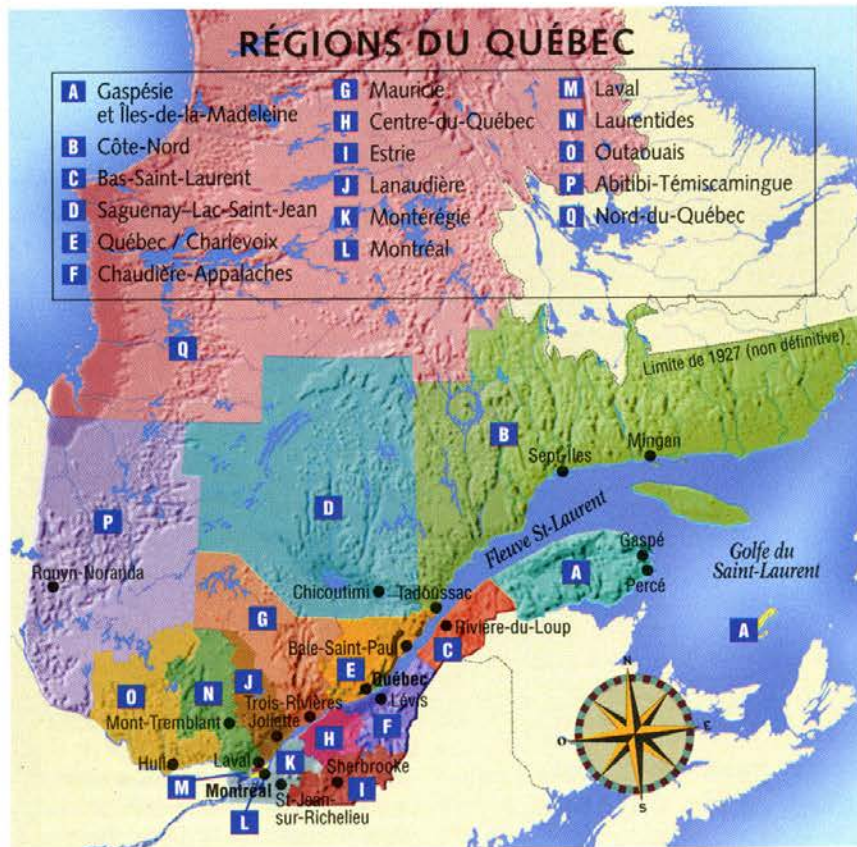 RÉGIONS DU QUÉBEC
A Gaspésie
et Îles-de-la-Madeleine
B Côte-Nord
C Bas-Saint-Laurent
D Saguenay–Lac-Saint-Jean
E Québec / Charlevoix
F Chaudière-Appalaches
G Mauricie
H Centre-du-Québec
I Estrie
J Lanaudière
K Montérégie
L Montréal
M Laval
N Laurentides
O Outaouais
P Abitibi-Témiscamingue
Q Nord-du-Québec
Q
Limite de 1927 (non définitive)
B
Sept-Îles
Mingan
P
D
Fleuve St-Laurent
Gaspé
A
Percé
Golfe du
Saint-Laurent
A
Rouyn-Noranda
Chicoutimi
Tadoussac
G
Rivière-du-Loup
C
Baie-Saint-Paul
E
Québec
Lévis
O
N
J
Trois-Rivières
Mont-Tremblant
Joliette
H
F
Hull
Laval
K
Sherbrooke
M
Montréal
I
St-Jean-
sur-Richelieu
L
N
O
E
S